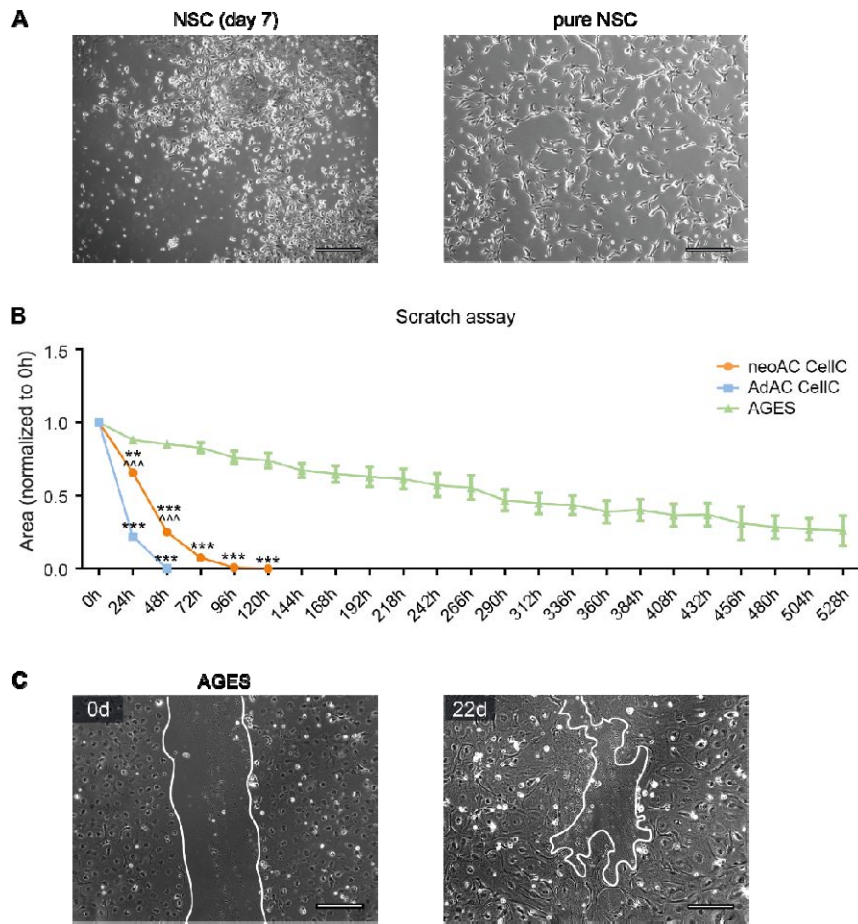 A
NSC (day 7)
pure NSC
B
Scratch assay
Area (normalized to 0h)
1.5
1.0
0.5
0.0
neoAC CellC
AdAC CellC
AGES
**
^^^
***
***
^^^
***
***
***
***
0h
24h
48h
72h
96h
120h
144h
168h
192h
218h
242h
266h
290h
312h
336h
360h
384h
408h
432h
456h
480h
504h
528h
C
AGES
0d
22d